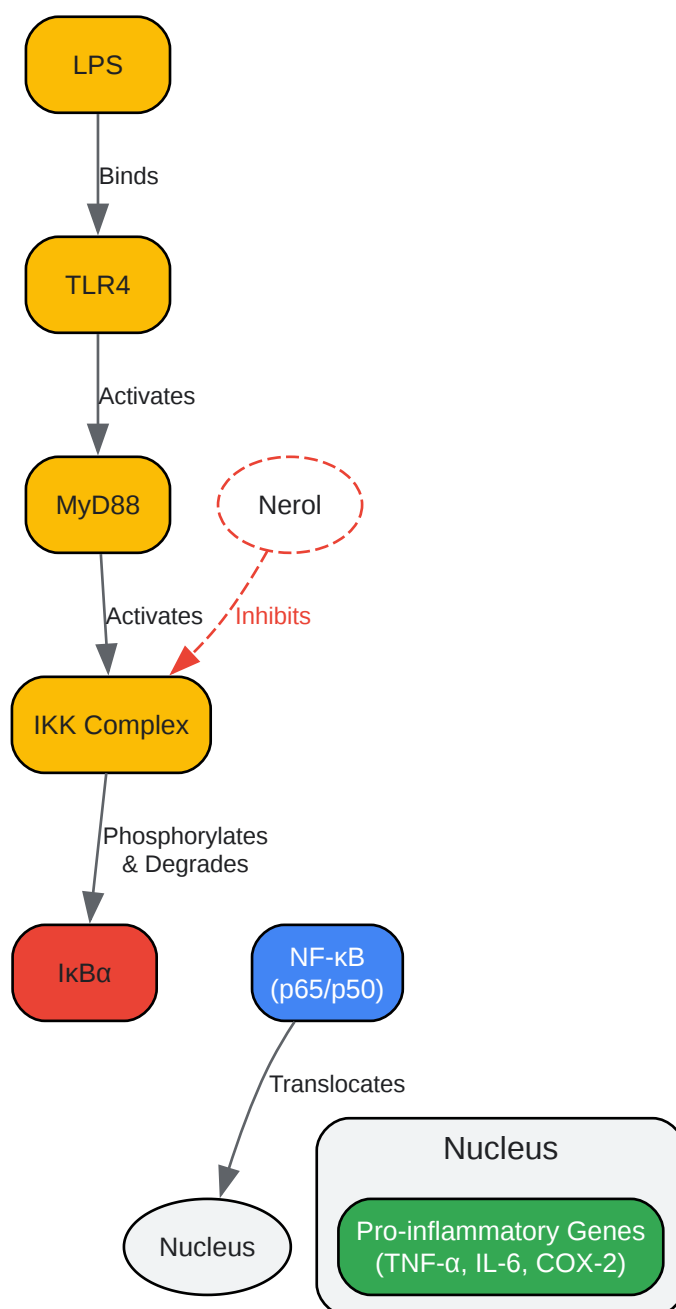 LPS
Binds
TLR4
Activates
MyD88
Nerol
Activates
Inhibits
IKK Complex
Phosphorylates
& Degrades
IκBα
NF-κB
(p65/p50)
Translocates
Nucleus
Nucleus
Pro-inflammatory Genes
(TNF-α, IL-6, COX-2)